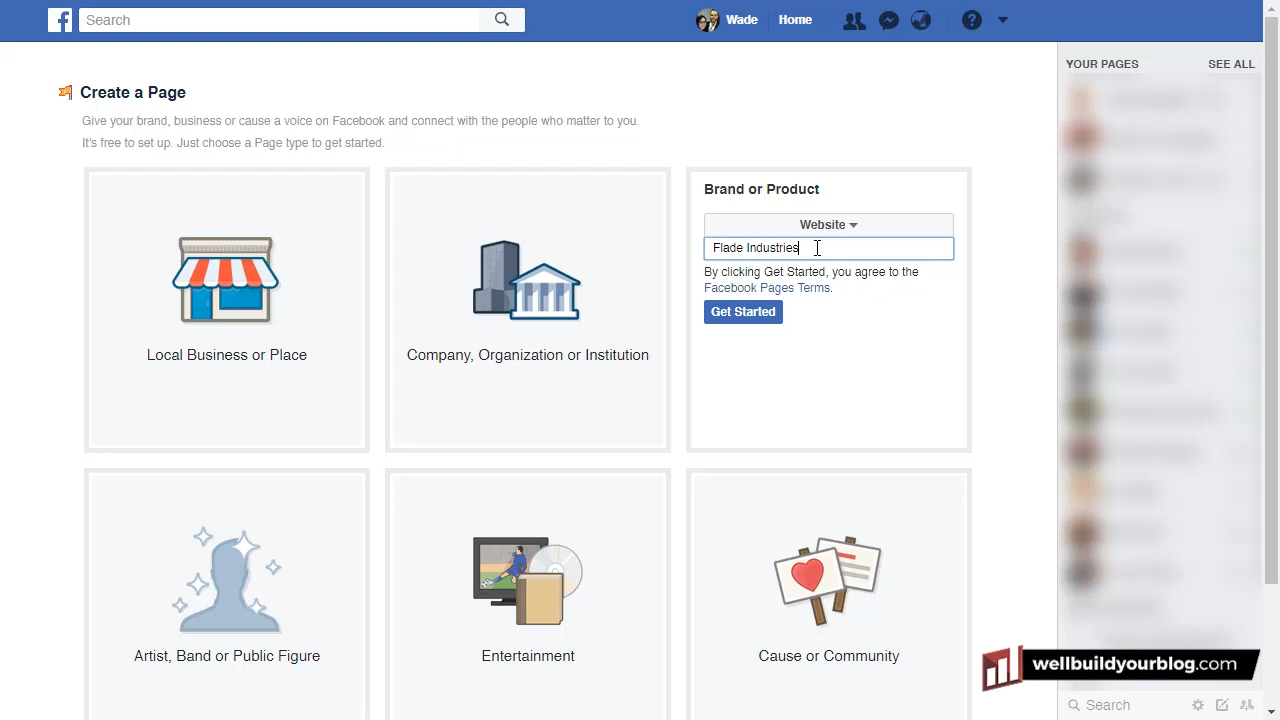 Search
Wade
Home
YOUR PAGES
SEE ALL
Create a Page
Give your brand, business or cause a voice on Facebook and connect with the people who matter to you.
It's free to set up. Just choose a Page type to get started.
Local Business or Place
Company, Organization or Institution
Brand or Product
Website
Flade Industries
By clicking Get Started, you agree to the
Facebook Pages Terms.
Get Started
Artist, Band or Public Figure
Entertainment
Cause or Community
wellbuildyourblog.com
Search